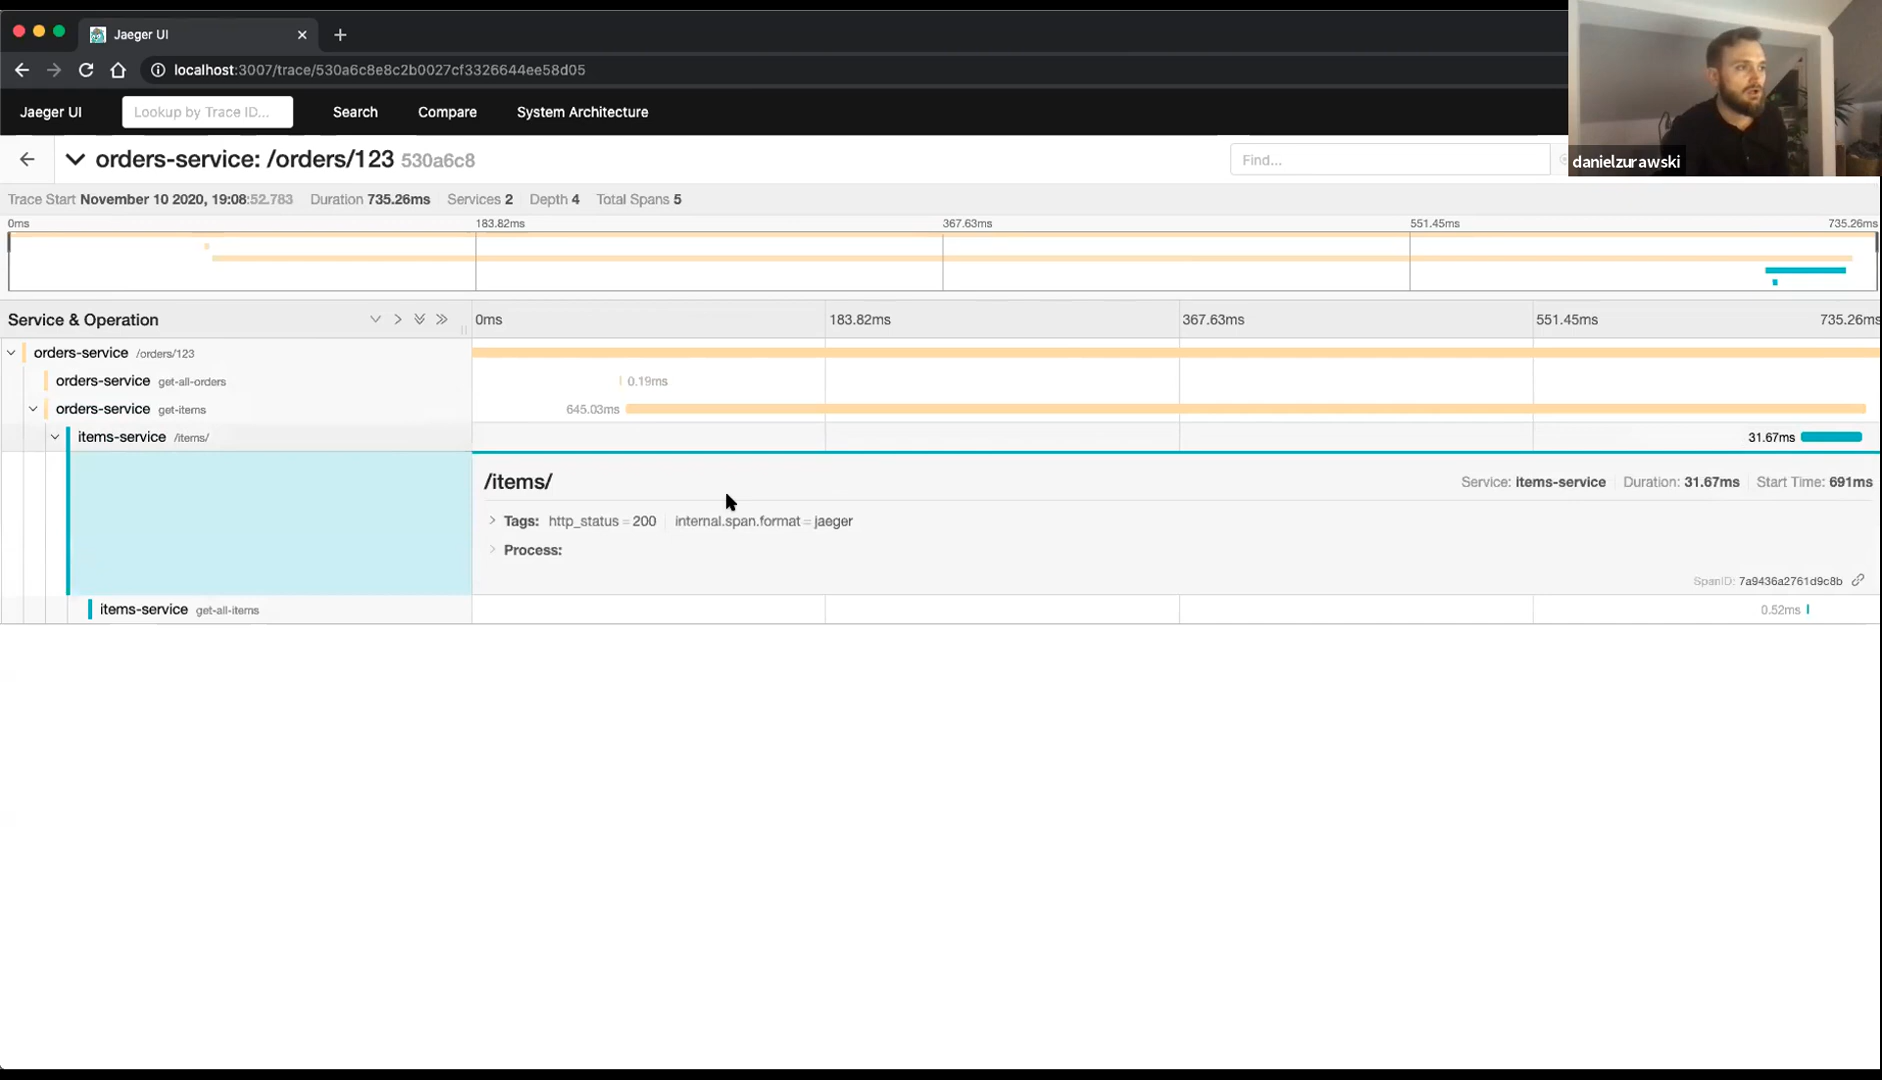 Jaeger UI
localhost:3007/trace/530a6c8e8c2b0027cf3326644ee58d05
Jaeger UI Lookup by Trace ID... Search Compare System Architecture
orders-service: /orders/123 530a6c8 Find...
danielzurawski
Trace Start November 10 2020, 19:08:52.783 Duration 735.26ms Services 2 Depth 4 Total Spans 5
0ms 183.82ms 367.63ms 551.45ms 735.26ms
Service & Operation 0ms 183.82ms 367.63ms 551.45ms 735.26ms
orders-service /orders/123
orders-service get-all-orders 0.19ms
orders-service get-items 645.03ms
items-service /items/ 31.67ms
/items/ Service: items-service Duration: 31.67ms Start Time: 691ms
Tags: http_status = 200 internal.span.format = jaeger
Process:
SpanID: 7a9436a2761d9c8b
items-service get-all-items 0.52ms